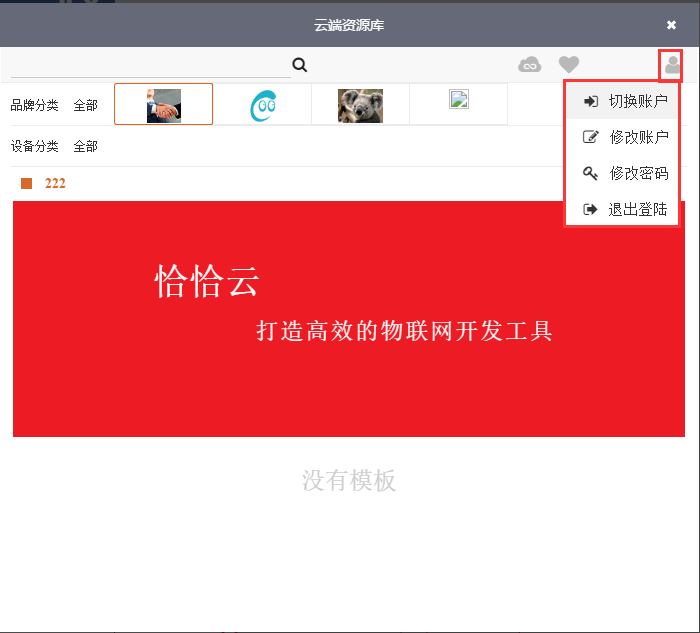 云端资源库
品牌分类 全部
设备分类 全部
切换账户
修改账户
修改密码
退出登陆
222
恰恰云
打造高效的物联网开发工具
没有模板